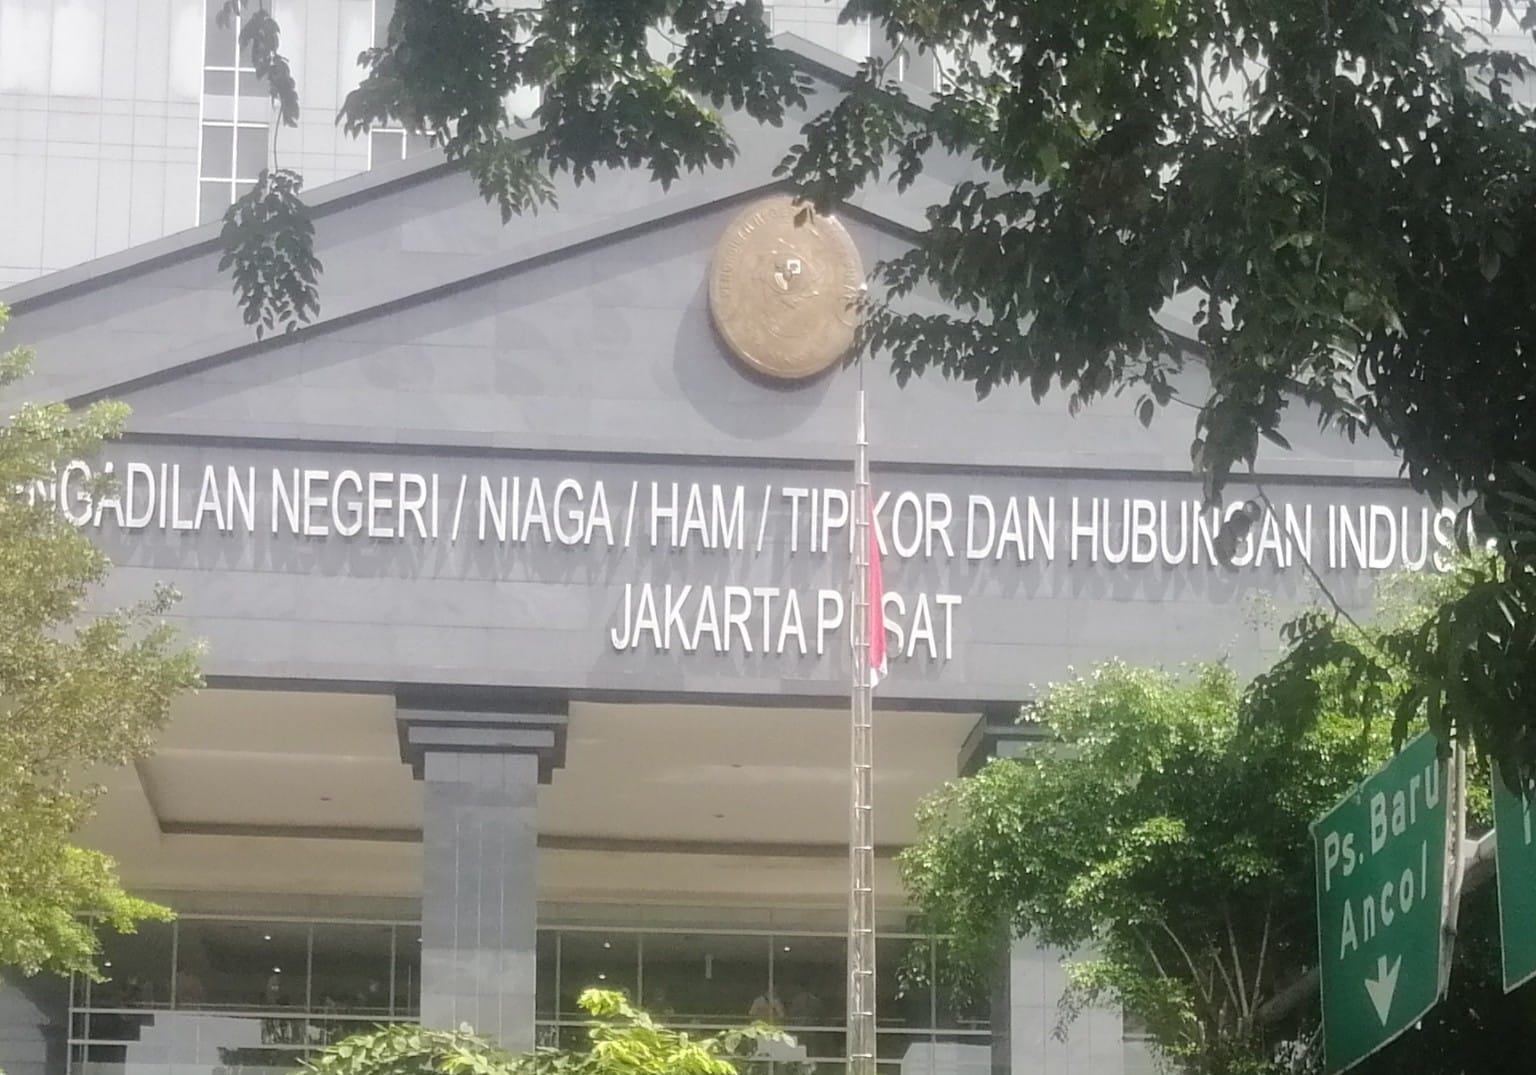 NGADILAN NEGERI / NIAGA / HAM / TIPIKOR DAN HUBUNGAN INDUS
JAKARTA PUSAT
Ps. Baru
Ancol